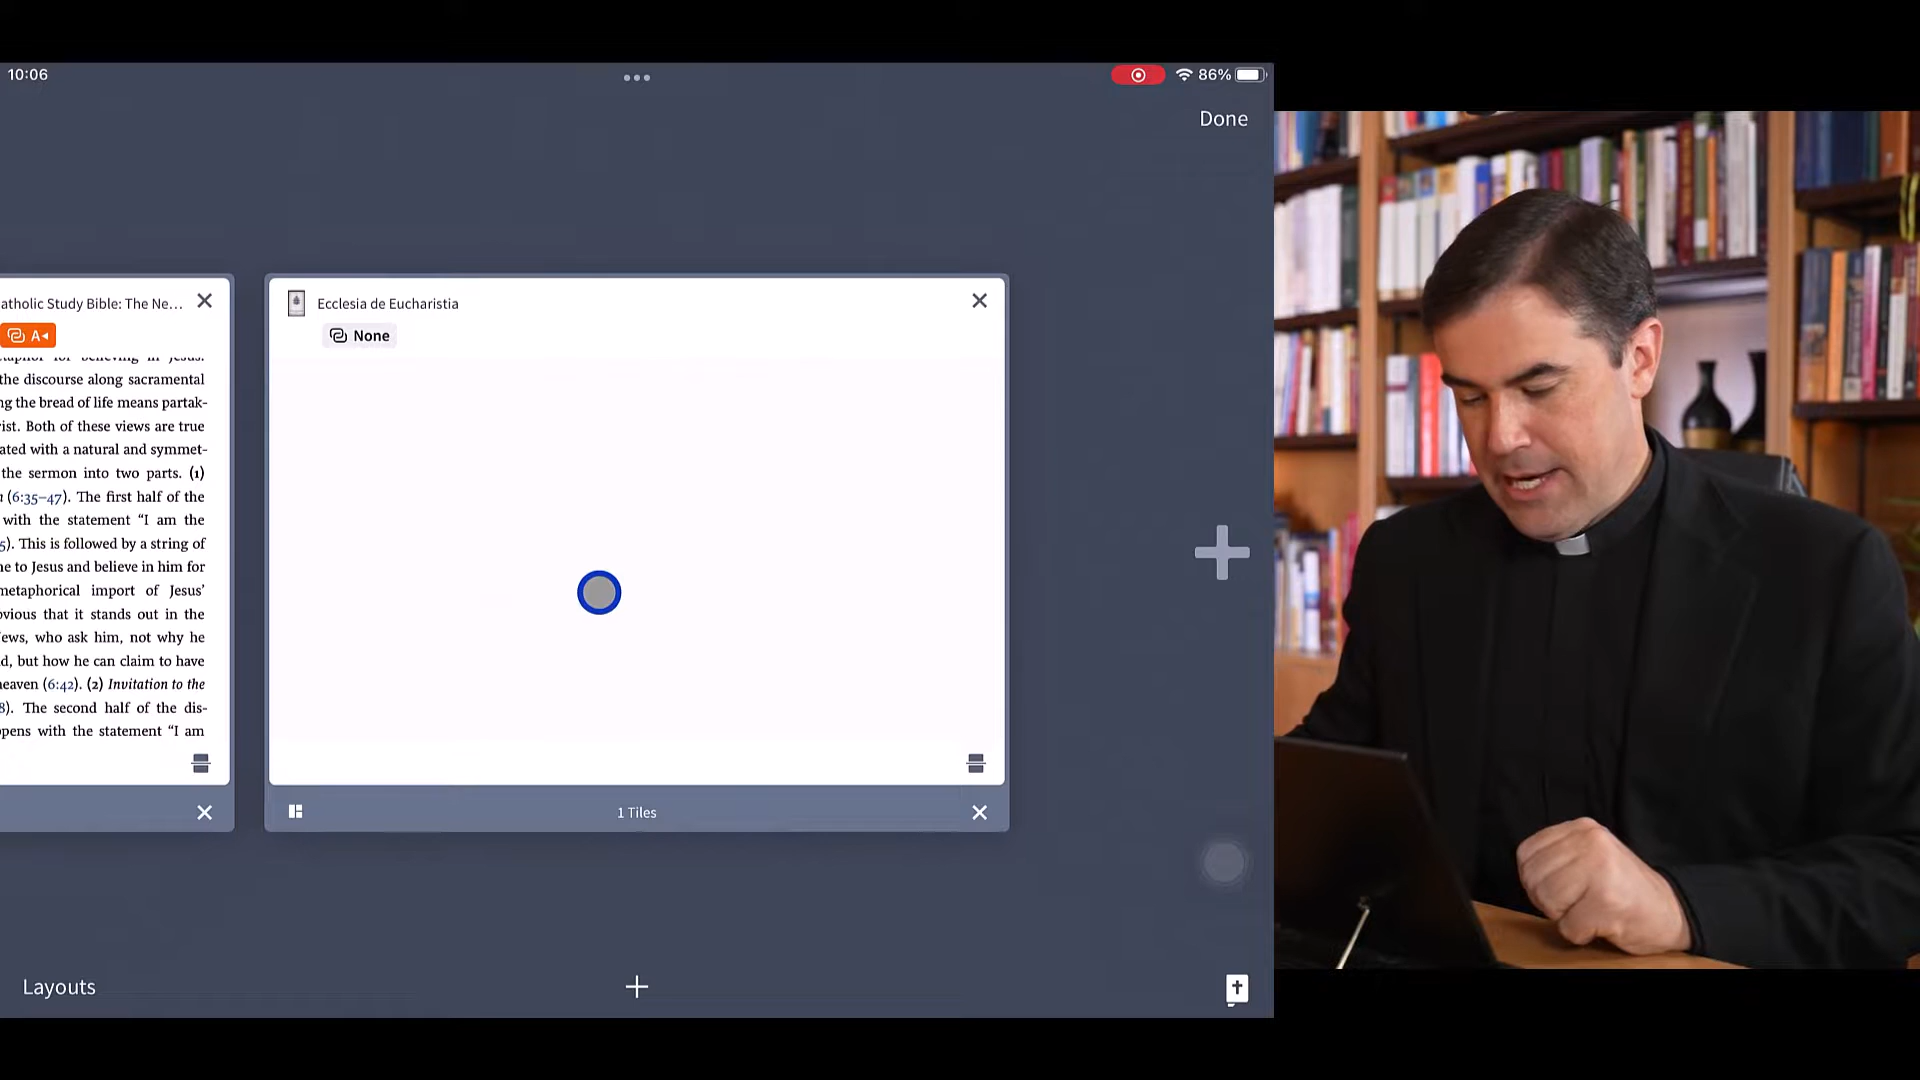 10:06
86%
Done
atholic Study Bible: The Ne...
A
the discourse along sacramental
ng the bread of life means partak-
ist. Both of these views are true
ated with a natural and symmet-
the sermon into two parts. (1)
(6:35–47). The first half of the
with the statement “I am the
5). This is followed by a string of
ne to Jesus and believe in him for
metaphorical import of Jesus’
bvious that it stands out in the
ews, who ask him, not why he
d, but how he can claim to have
heaven (6:42). (2) Invitation to the
8). The second half of the dis-
pens with the statement “I am
Ecclesia de Eucharistia
None
1 Tiles
Layouts